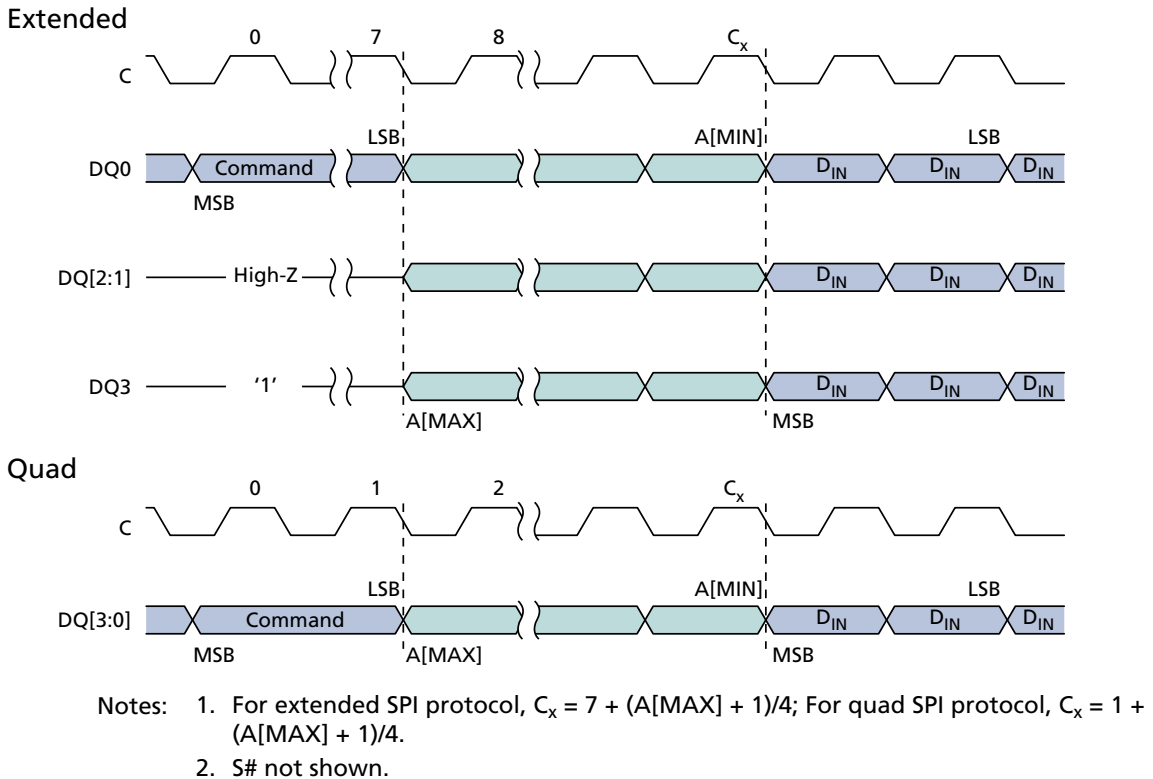 Extended
0 7 8 Cx
C
LSB A[MIN] LSB
DQ0 Command DIN DIN DIN
MSB
DQ[2:1] High-Z DIN DIN DIN
DQ3 '1' DIN DIN DIN
A[MAX] MSB
Quad
0 1 2 Cx
C
LSB A[MIN] LSB
DQ[3:0] Command DIN DIN DIN
MSB A[MAX] MSB
Notes: 1. For extended SPI protocol, Cx = 7 + (A[MAX] + 1)/4; For quad SPI protocol, Cx = 1 +
(A[MAX] + 1)/4.
2. S# not shown.